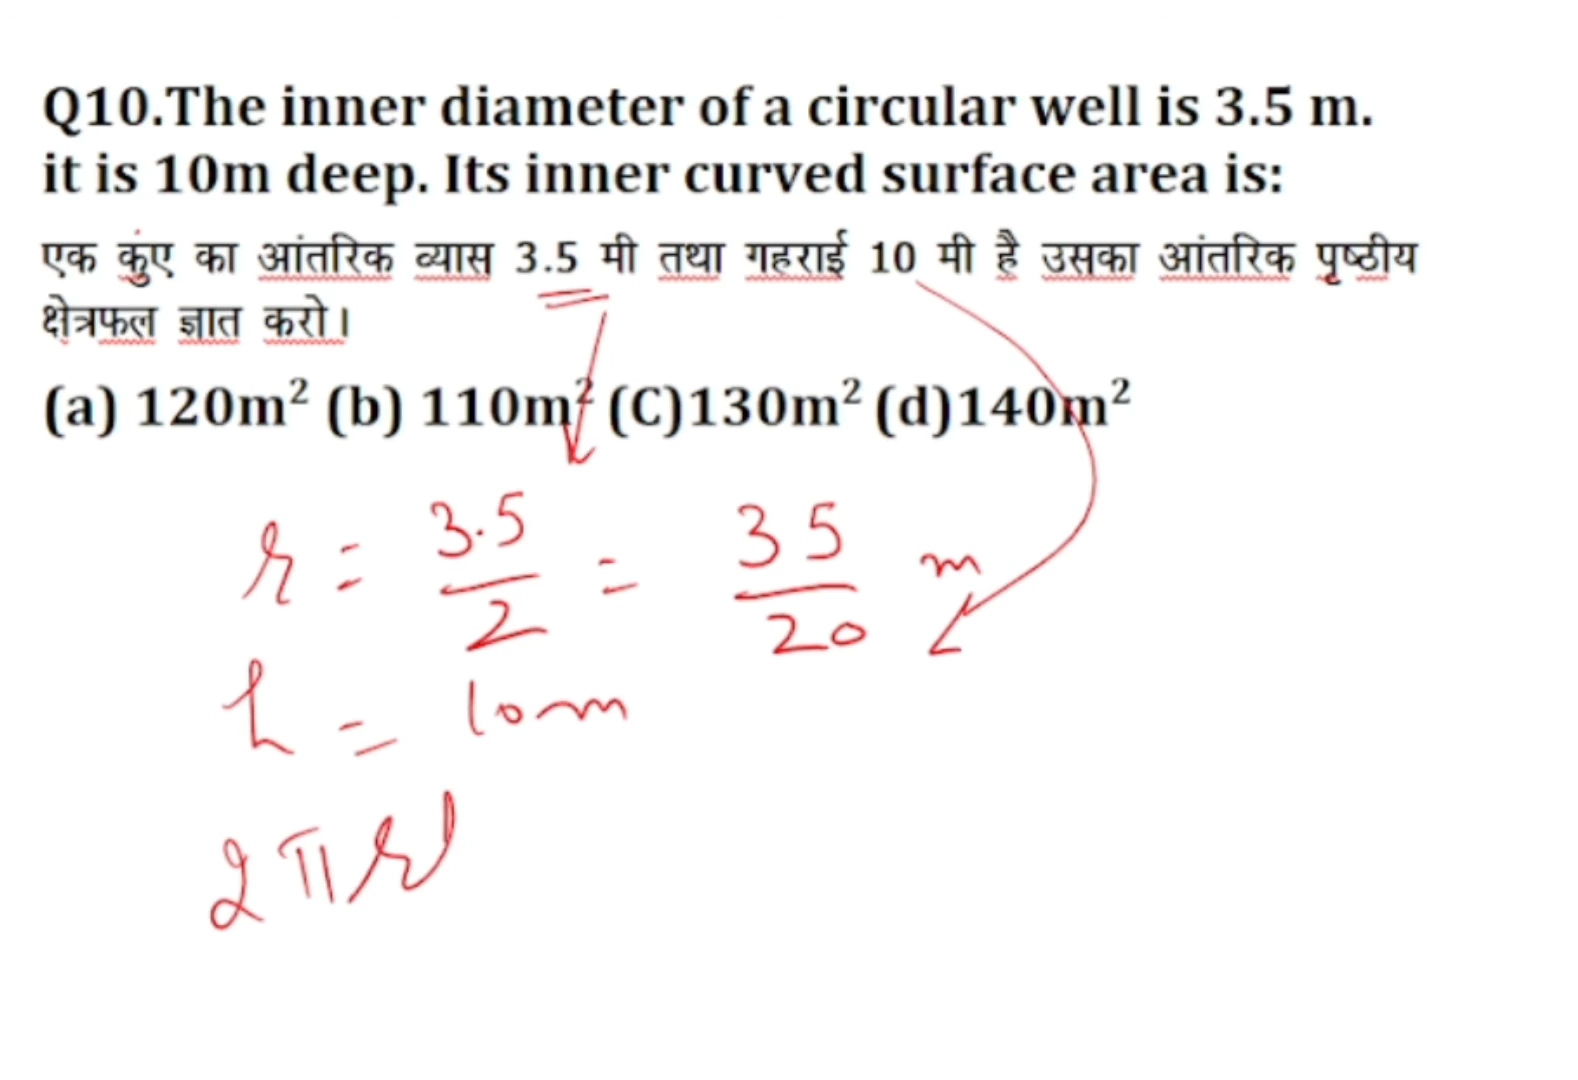 Q10.The inner diameter of a circular well is 3.5 m.
it is 10m deep. Its inner curved surface area is:
एक कुंए का आंतरिक व्यास 3.5 मी तथा गहराई 10 मी है उसका आंतरिक पृष्ठीय
क्षेत्रफल ज्ञात करो।
(a) 120m² (b) 110m² (C)130m² (d)140m²
r = 3.5/2 = 35/20 m
h = 10m
2πr